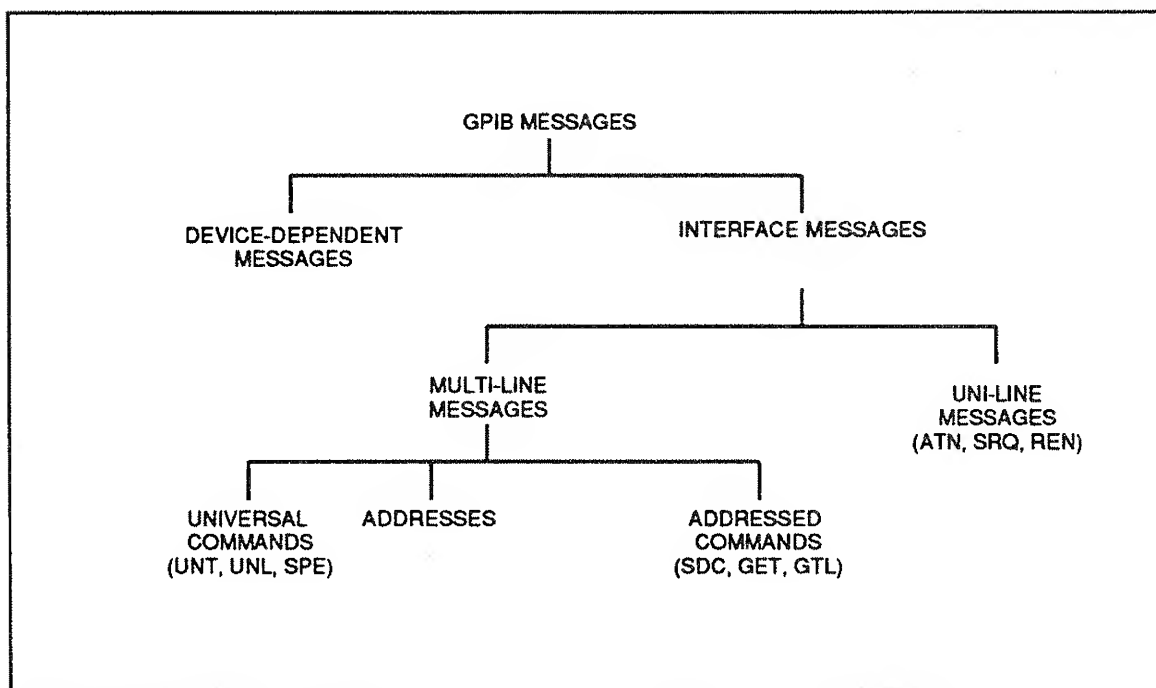 GPIB MESSAGES
DEVICE-DEPENDENT
MESSAGES
INTERFACE MESSAGES
MULTI-LINE
MESSAGES
UNI-LINE
MESSAGES
(ATN, SRQ, REN)
UNIVERSAL
COMMANDS
(UNT, UNL, SPE)
ADDRESSES
ADDRESSED
COMMANDS
(SDC, GET, GTL)